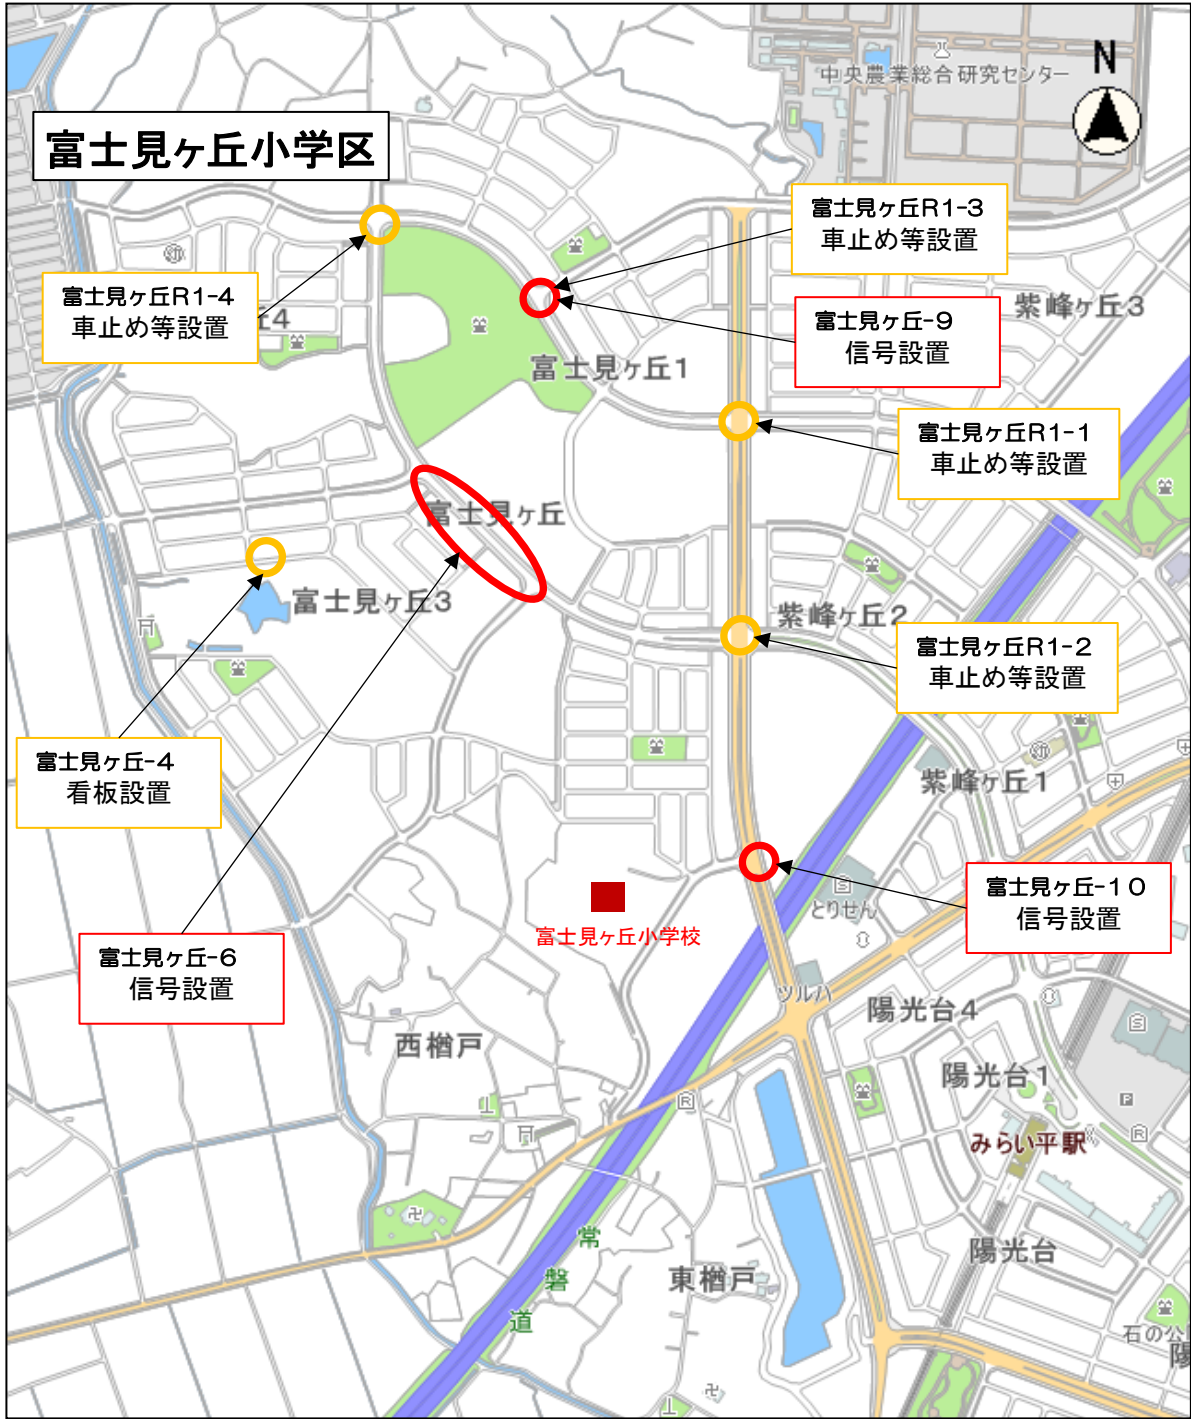 中央農業総合研究センター
N
富士見ヶ丘小学区
富士見ヶ丘R1-3
車止め等設置
富士見ヶ丘R1-4
車止め等設置
丘4
紫峰ヶ丘3
富士見ヶ丘-9
信号設置
富士見ヶ丘1
富士見ヶ丘R1-1
車止め等設置
富士見ヶ丘
富士見ヶ丘3
紫峰ヶ丘2
富士見ヶ丘R1-2
車止め等設置
富士見ヶ丘-4
看板設置
紫峰ヶ丘1
富士見ヶ丘-10
信号設置
とりせん
富士見ヶ丘小学校
富士見ヶ丘-6
信号設置
ツルハ
陽光台4
西楢戸
陽光台1
みらい平駅
陽光台
常磐道
東楢戸
石の公
陽